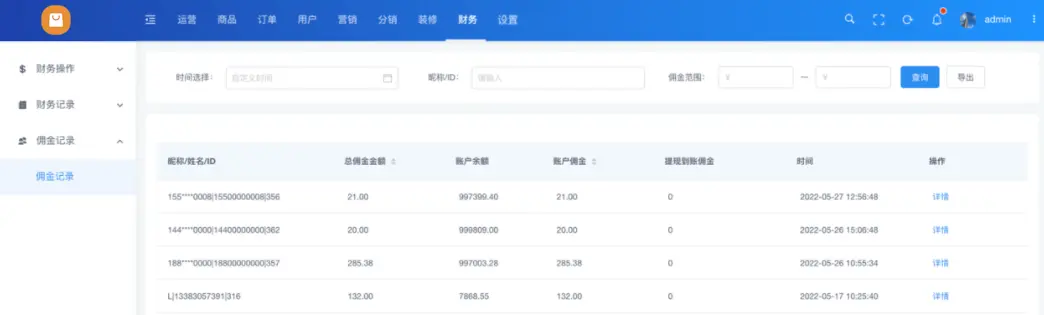 运营 商品 订单 用户 营销 分销 装修 财务 设置 admin
财务操作
财务记录
佣金记录
佣金记录
时间选择: 自定义时间 昵称/ID: 请输入 佣金范围: ¥ — ¥ 查询 导出
昵称/姓名/ID 总佣金金额 账户余额 账户佣金 提现到账佣金 时间 操作
155****0008|15500000008|356 21.00 997399.40 21.00 0 2022-05-27 12:56:48 详情
144****0000|14400000000|362 20.00 999809.00 20.00 0 2022-05-26 15:06:48 详情
188****0000|18800000000|357 285.38 997003.28 285.38 0 2022-05-26 10:55:34 详情
L|13383057391|316 132.00 7868.55 132.00 0 2022-05-17 10:25:40 详情